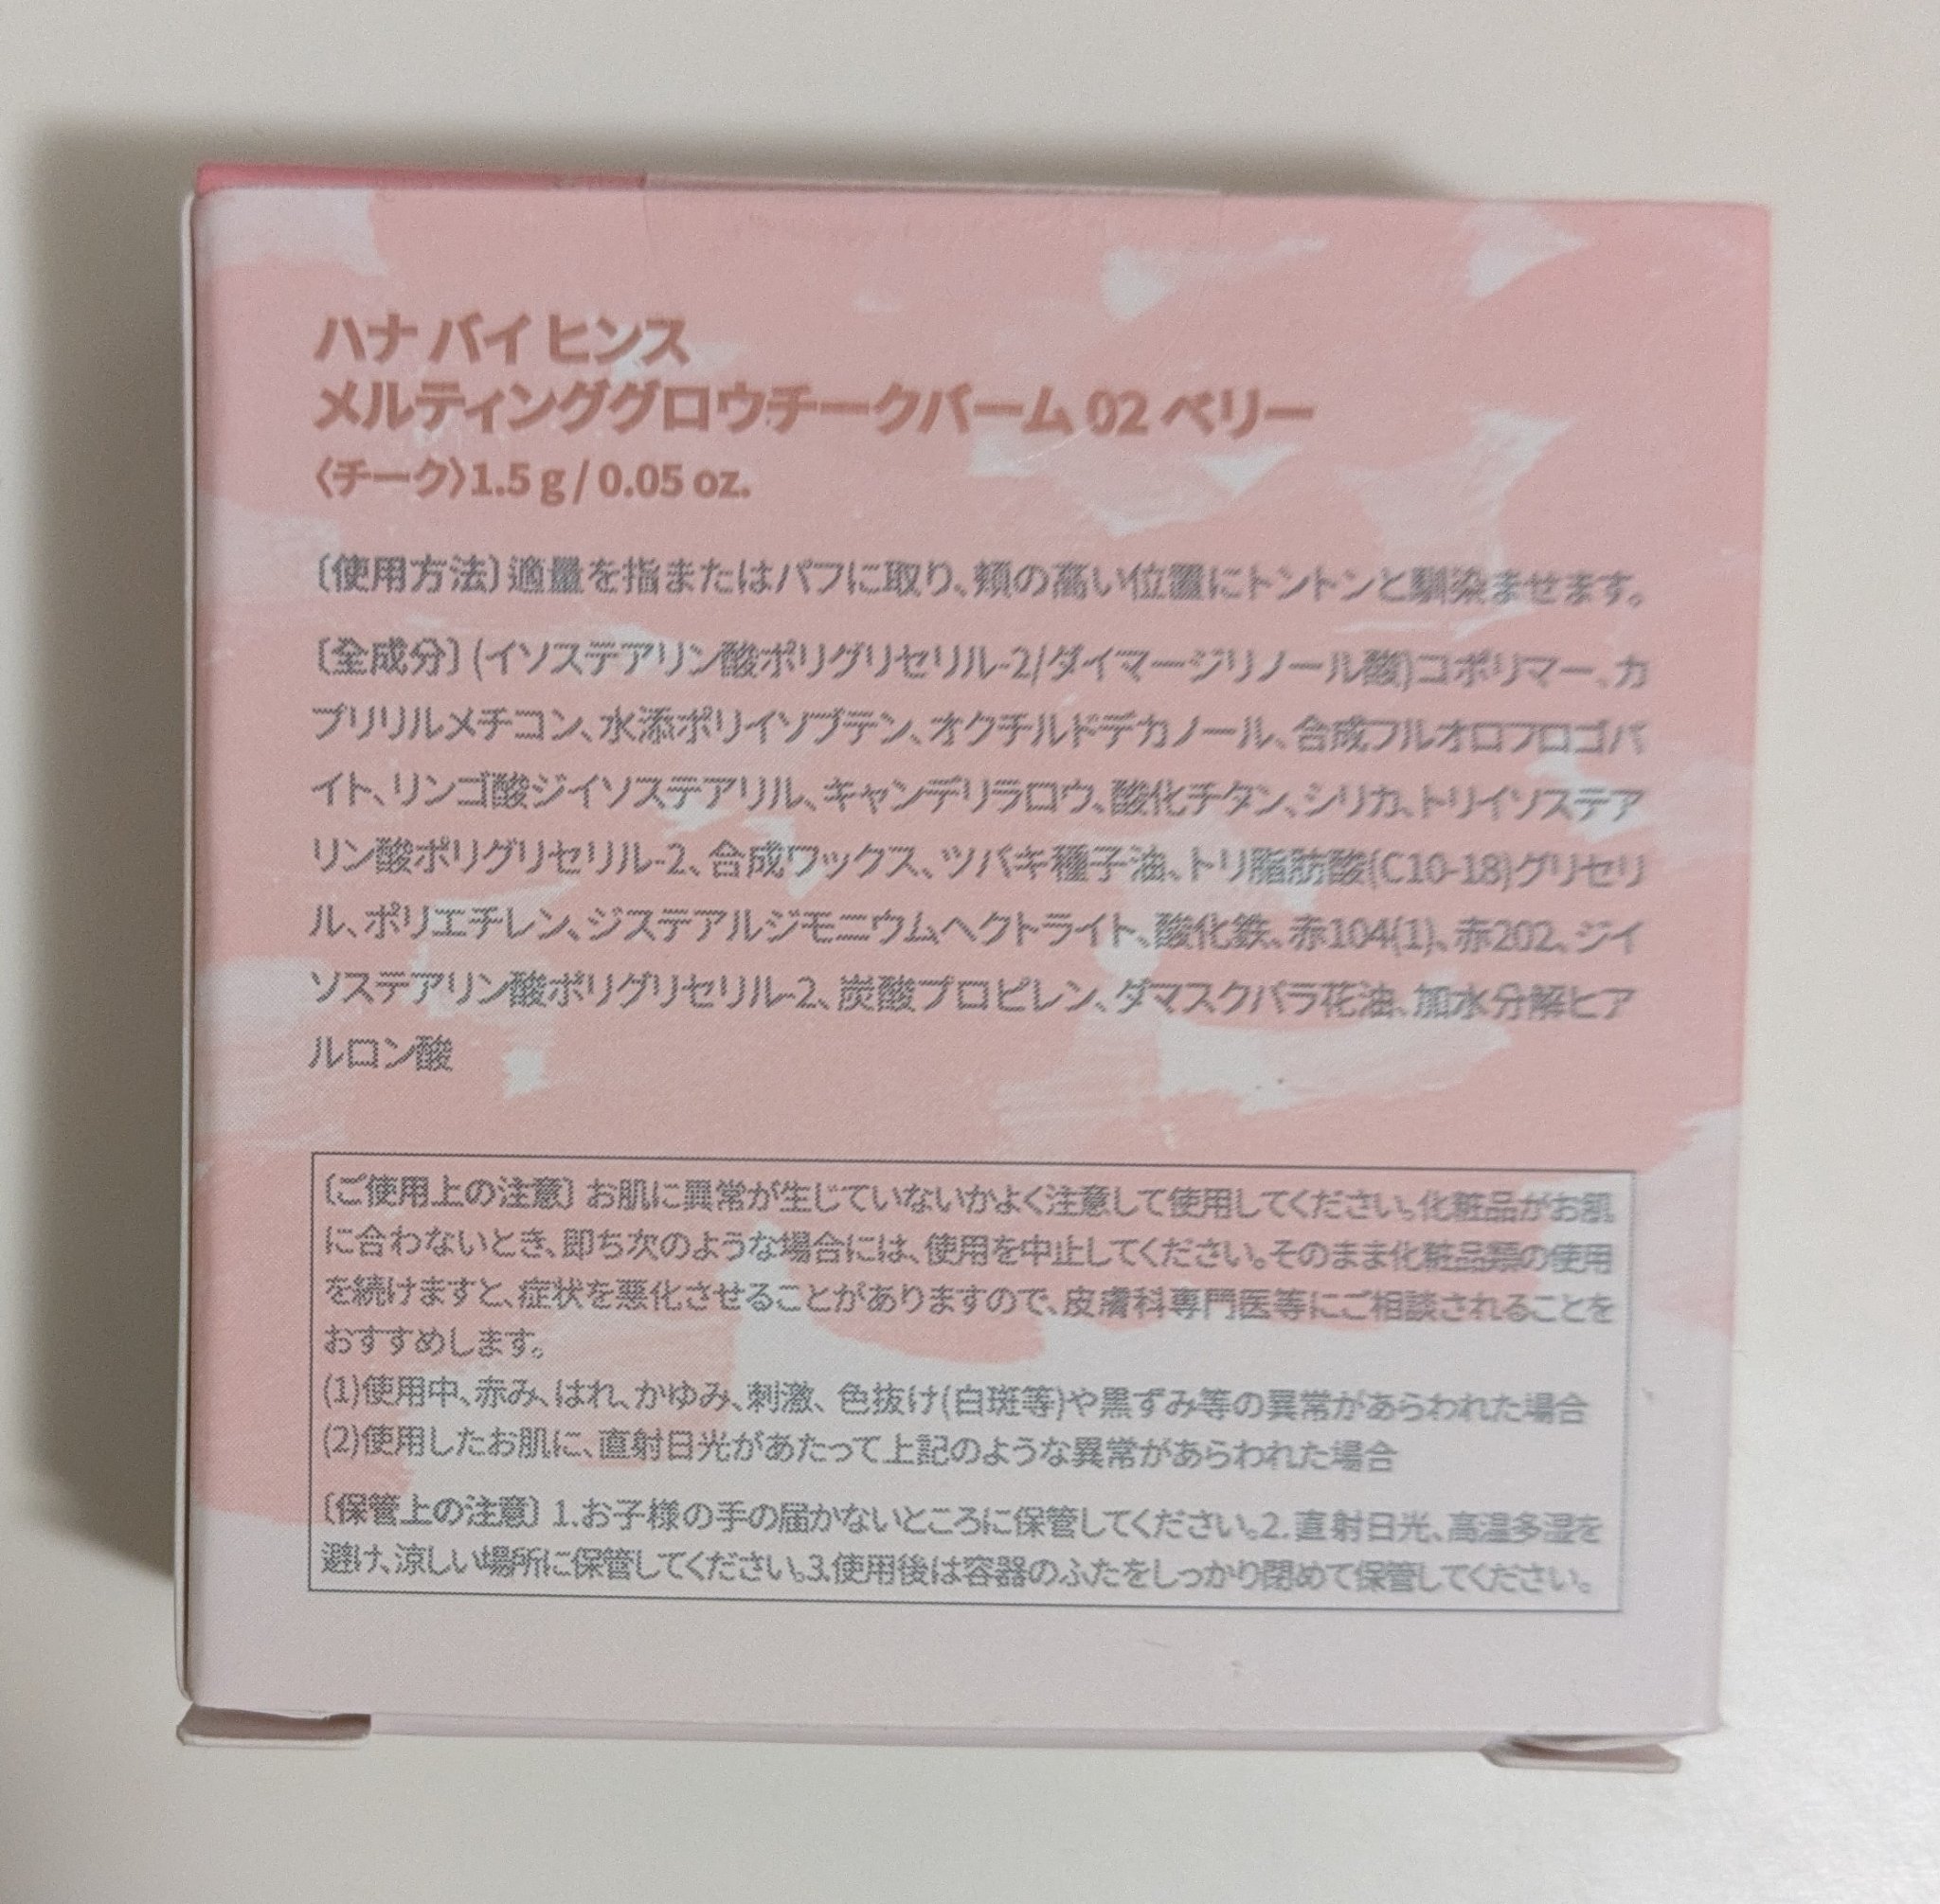 ハナ バイ ヒンス
メルティンググロウチークバーム 02 ベリー
〈チーク〉1.5 g / 0.05 oz.
〔使用方法〕適量を指またはパフに取り、頬の高い位置にトントンと馴染ませます。
〔全成分〕(イソステアリン酸ポリグリセリル-2/ダイマージリノール酸)コポリマー、カ
プリリルメチコン、水添ポリイソブテン、オクチルドデカノール、合成フルオロフロゴパ
イト、リンゴ酸ジイソステアリル、キャンデリラロウ、酸化チタン、シリカ、トリイソステア
リン酸ポリグリセリル-2、合成ワックス、ツバキ種子油、トリ脂肪酸(C10-18)グリセリ
ル、ポリエチレン、ジステアルジモニウムヘクトライト、酸化鉄、赤104(1)、赤202、ジイ
ソステアリン酸ポリグリセリル-2、炭酸プロピレン、ダマスクバラ花油、加水分解ヒア
ルロン酸
〔ご使用上の注意〕お肌に異常が生じていないかよく注意して使用してください。化粧品がお肌
に合わないとき、即ち次のような場合には、使用を中止してください。そのまま化粧品類の使用
を続けますと、症状を悪化させることがありますので、皮膚科専門医等にご相談されることを
おすすめします。
(1)使用中、赤み、はれ、かゆみ、刺激、色抜け(白斑等)や黒ずみ等の異常があらわれた場合
(2)使用したお肌に、直射日光があたって上記のような異常があらわれた場合
〔保管上の注意〕1.お子様の手の届かないところに保管してください。2.直射日光、高温多湿を
避け、涼しい場所に保管してください。3.使用後は容器のふたをしっかり閉めて保管してください。